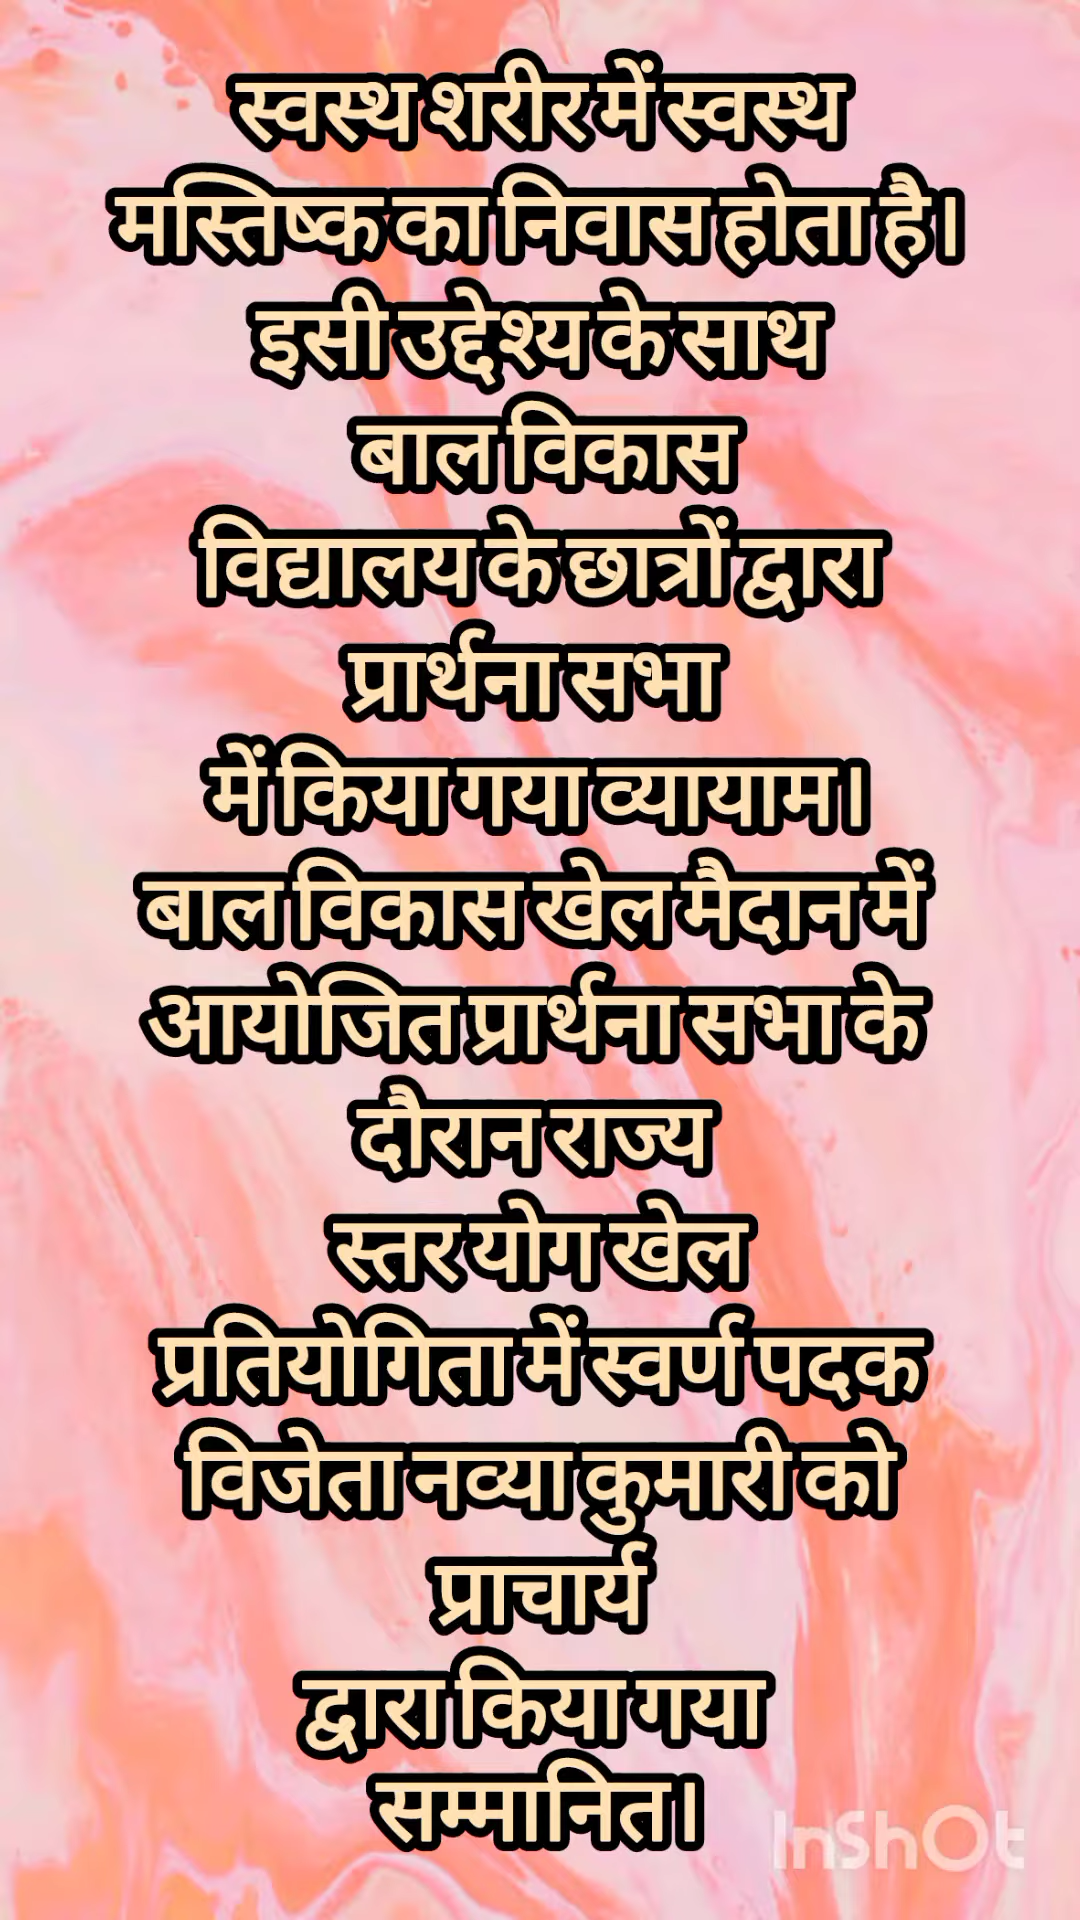 स्वस्थ शरीर में स्वस्थ
मस्तिष्क का निवास होता है।
इसी उद्देश्य के साथ
बाल विकास
विद्यालय के छात्रों द्वारा
प्रार्थना सभा
में किया गया व्यायाम।
बाल विकास खेल मैदान में
आयोजित प्रार्थना सभा के
दौरान राज्य
स्तर योग खेल
प्रतियोगिता में स्वर्ण पदक
विजेता नव्या कुमारी को
प्राचार्य
द्वारा किया गया
सम्मानित।
InShOt